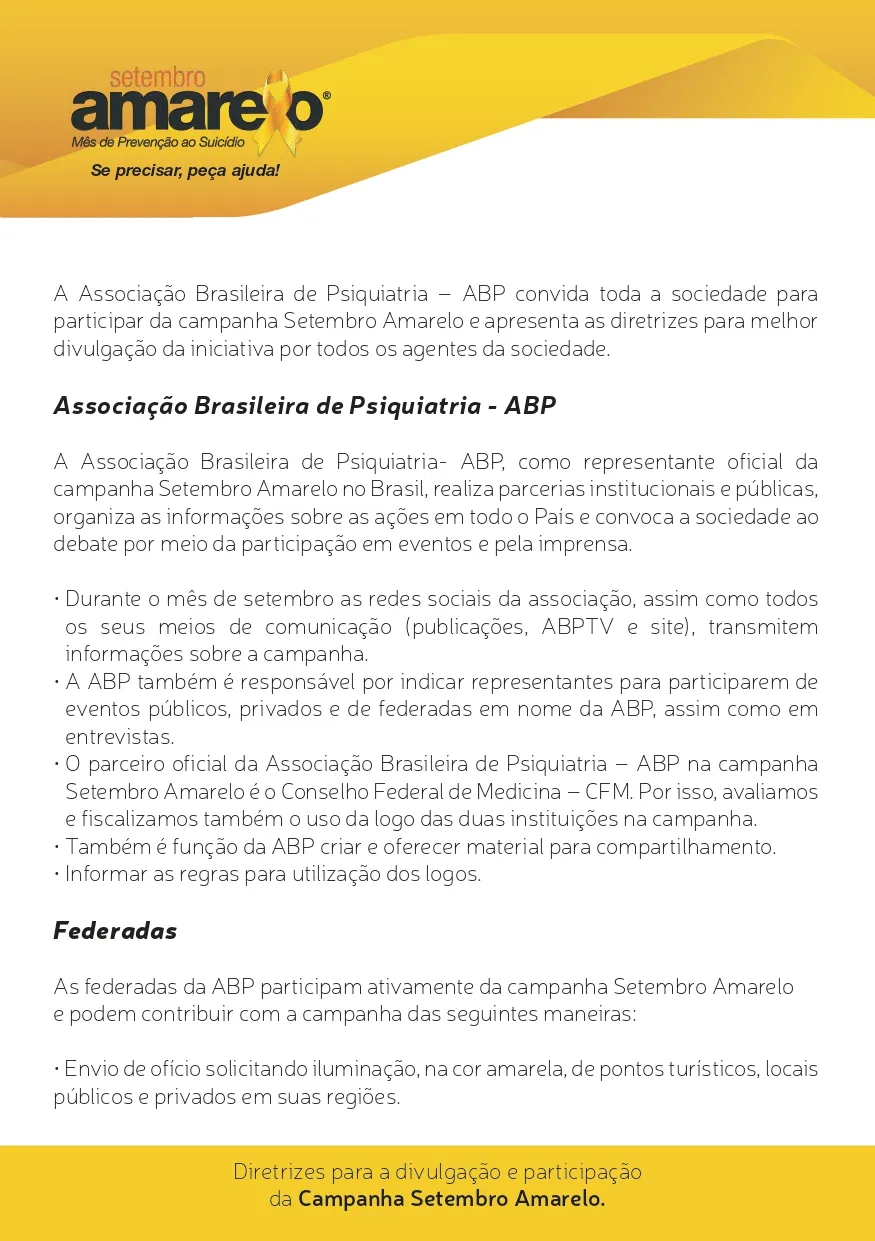 setembro
amarelo®
Mês de Prevenção ao Suicídio
Se precisar, peça ajuda!
A Associação Brasileira de Psiquiatria – ABP convida toda a sociedade para
participar da campanha Setembro Amarelo e apresenta as diretrizes para melhor
divulgação da iniciativa por todos os agentes da sociedade.
Associação Brasileira de Psiquiatria - ABP
A Associação Brasileira de Psiquiatria- ABP, como representante oficial da
campanha Setembro Amarelo no Brasil, realiza parcerias institucionais e públicas,
organiza as informações sobre as ações em todo o País e convoca a sociedade ao
debate por meio da participação em eventos e pela imprensa.
• Durante o mês de setembro as redes sociais da associação, assim como todos
os seus meios de comunicação (publicações, ABPTV e site), transmitem
informações sobre a campanha.
• A ABP também é responsável por indicar representantes para participarem de
eventos públicos, privados e de federadas em nome da ABP, assim como em
entrevistas.
• O parceiro oficial da Associação Brasileira de Psiquiatria – ABP na campanha
Setembro Amarelo é o Conselho Federal de Medicina – CFM. Por isso, avaliamos
e fiscalizamos também o uso da logo das duas instituições na campanha.
• Também é função da ABP criar e oferecer material para compartilhamento.
• Informar as regras para utilização dos logos.
Federadas
As federadas da ABP participam ativamente da campanha Setembro Amarelo
e podem contribuir com a campanha das seguintes maneiras:
• Envio de ofício solicitando iluminação, na cor amarela, de pontos turísticos, locais
públicos e privados em suas regiões.
Diretrizes para a divulgação e participação
da Campanha Setembro Amarelo.